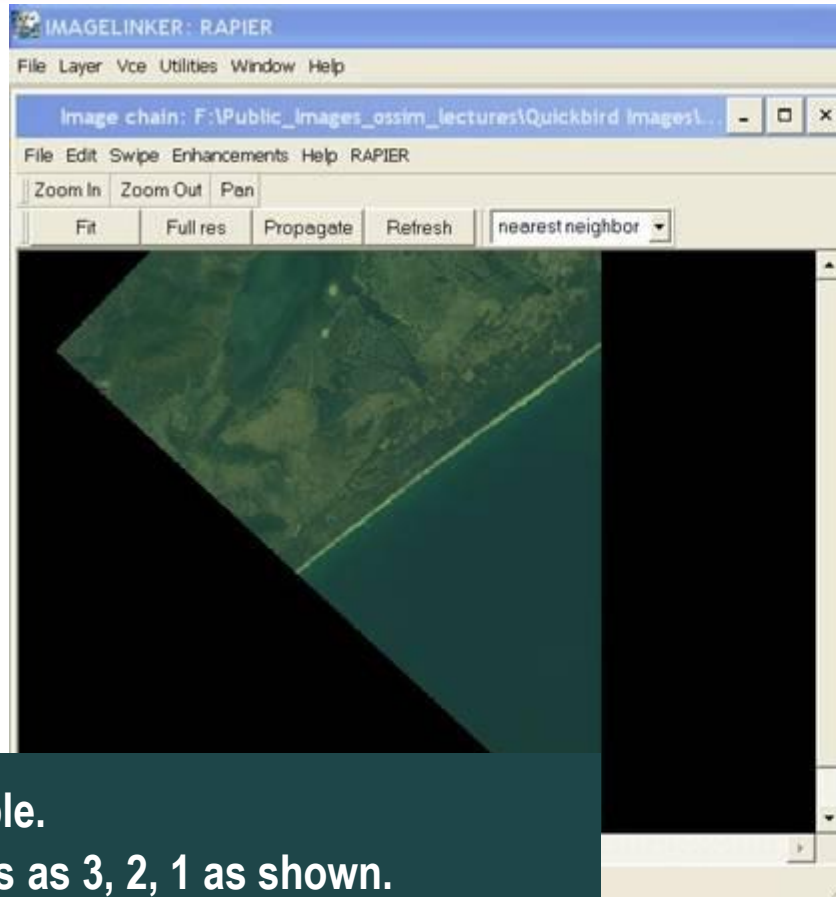 IMAGELINKER: RAPIER
File Layer Vce Utilities Window Help
Image chain: F:\Public_Images_ossim_lectures\Quickbird Images\...
File Edit Swipe Enhancements Help RAPIER
Zoom In Zoom Out Pan
Fit Full res Propagate Refresh nearest neighbor
ple.
s as 3, 2, 1 as shown.